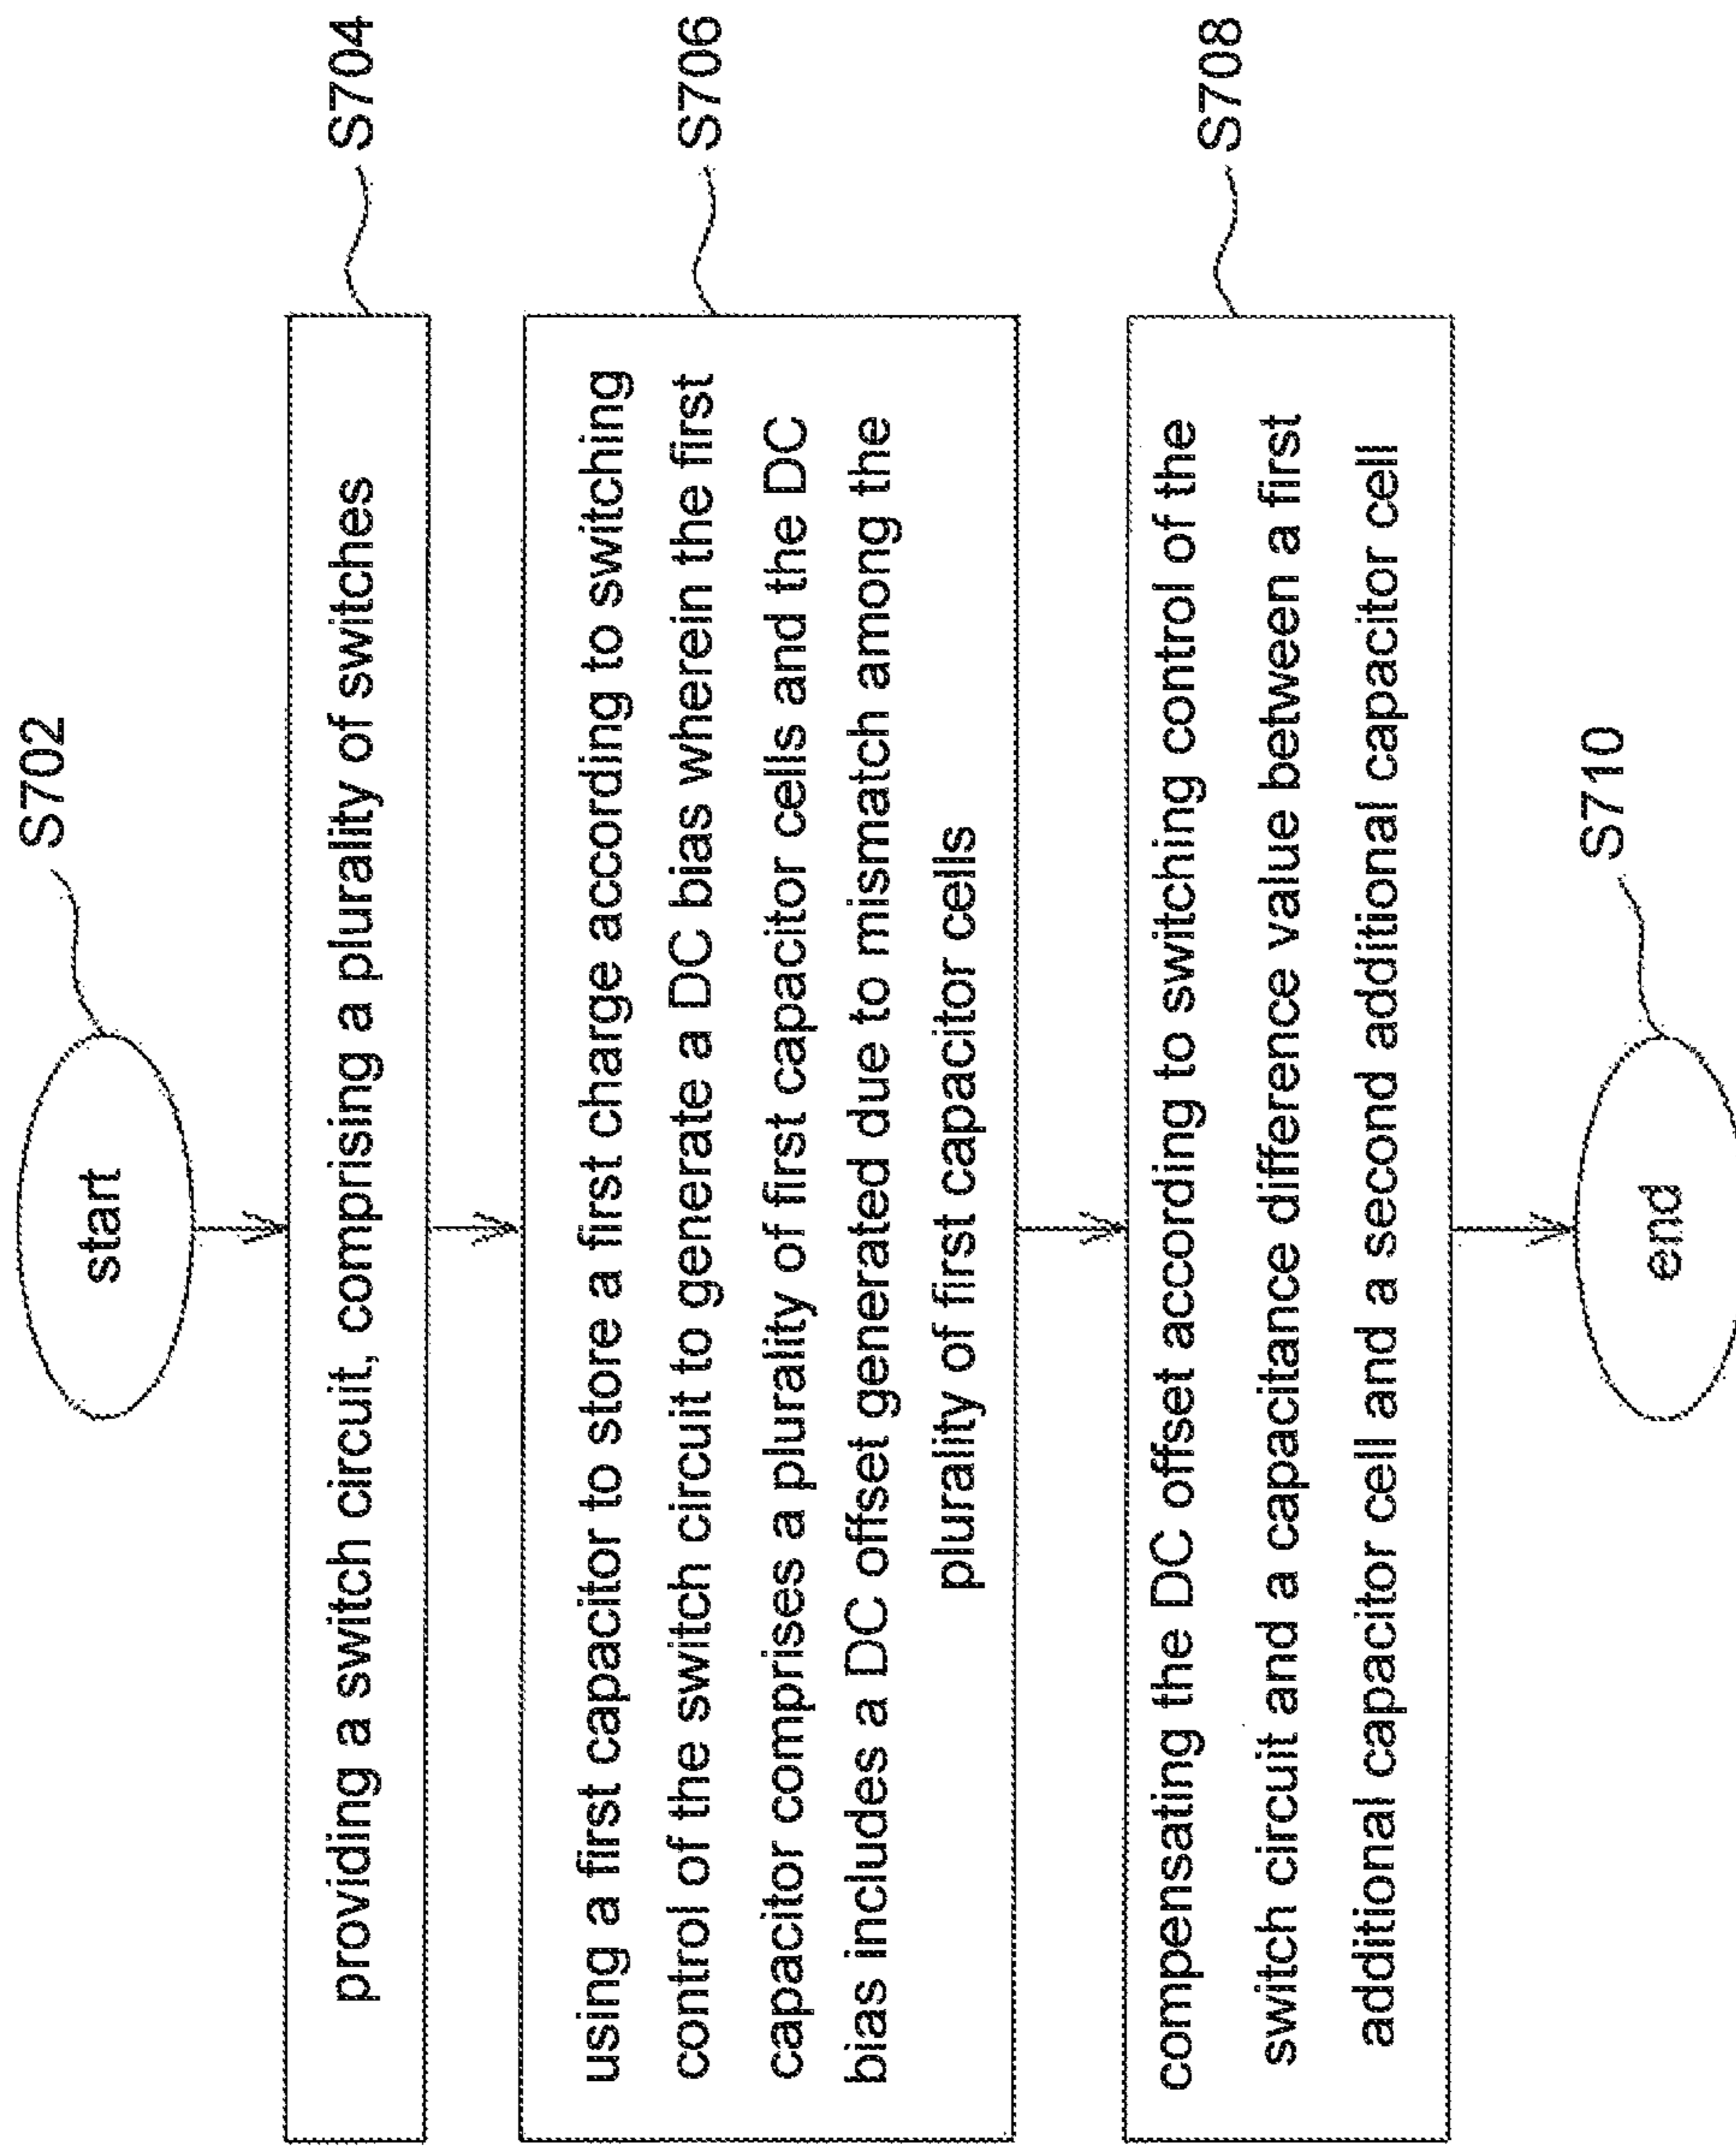 start
S702
providing a switch circuit, comprising a plurality of switches
S704
using a first capacitor to store a first charge according to switching
control of the switch circuit to generate a DC bias wherein the first
capacitor comprises a plurality of first capacitor cells and the DC
bias includes a DC offset generated due to mismatch among the
plurality of first capacitor cells
S706
compensating the DC offset according to switching control of the
switch circuit and a capacitance difference value between a first
additional capacitor cell and a second additional capacitor cell
S708
end
S710